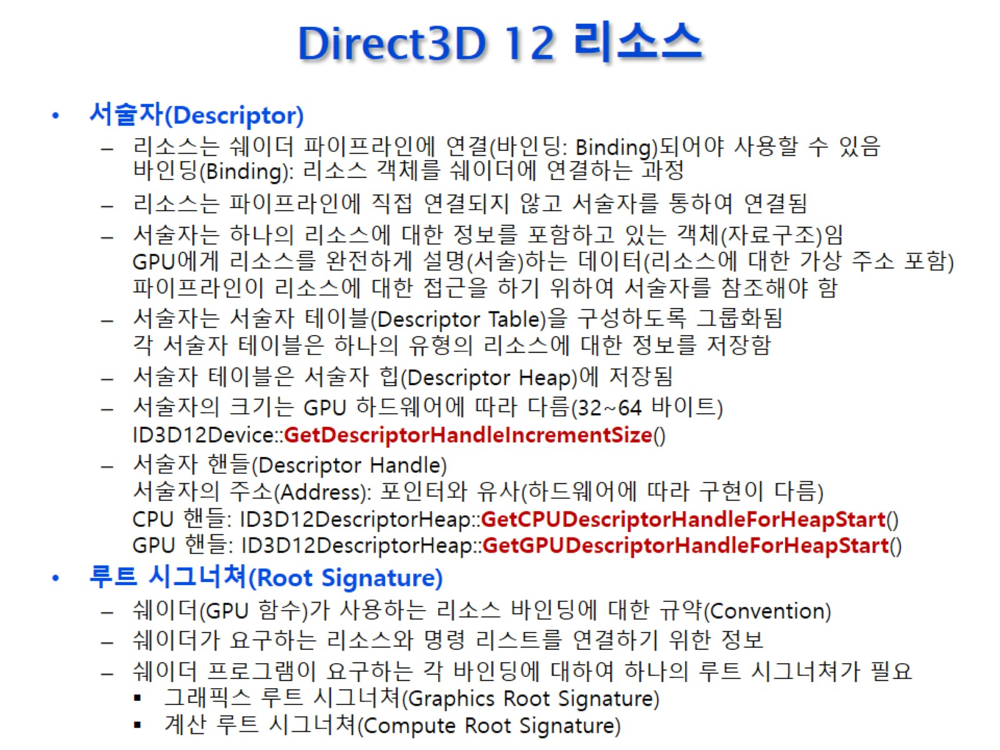 Direct3D 12 리소스
• 서술자(Descriptor)
– 리소스는 쉐이더 파이프라인에 연결(바인딩: Binding)되어야 사용할 수 있음
바인딩(Binding): 리소스 객체를 쉐이더에 연결하는 과정
– 리소스는 파이프라인에 직접 연결되지 않고 서술자를 통하여 연결됨
– 서술자는 하나의 리소스에 대한 정보를 포함하고 있는 객체(자료구조)임
GPU에게 리소스를 완전하게 설명(서술)하는 데이터(리소스에 대한 가상 주소 포함)
파이프라인이 리소스에 대한 접근을 하기 위하여 서술자를 참조해야 함
– 서술자는 서술자 테이블(Descriptor Table)을 구성하도록 그룹화됨
각 서술자 테이블은 하나의 유형의 리소스에 대한 정보를 저장함
– 서술자 테이블은 서술자 힙(Descriptor Heap)에 저장됨
– 서술자의 크기는 GPU 하드웨어에 따라 다름(32~64 바이트)
ID3D12Device::GetDescriptorHandleIncrementSize()
– 서술자 핸들(Descriptor Handle)
서술자의 주소(Address): 포인터와 유사(하드웨어에 따라 구현이 다름)
CPU 핸들: ID3D12DescriptorHeap::GetCPUDescriptorHandleForHeapStart()
GPU 핸들: ID3D12DescriptorHeap::GetGPUDescriptorHandleForHeapStart()
• 루트 시그너쳐(Root Signature)
– 쉐이더(GPU 함수)가 사용하는 리소스 바인딩에 대한 규약(Convention)
– 쉐이더가 요구하는 리소스와 명령 리스트를 연결하기 위한 정보
– 쉐이더 프로그램이 요구하는 각 바인딩에 대하여 하나의 루트 시그너쳐가 필요
▪ 그래픽스 루트 시그너쳐(Graphics Root Signature)
▪ 계산 루트 시그너쳐(Compute Root Signature)